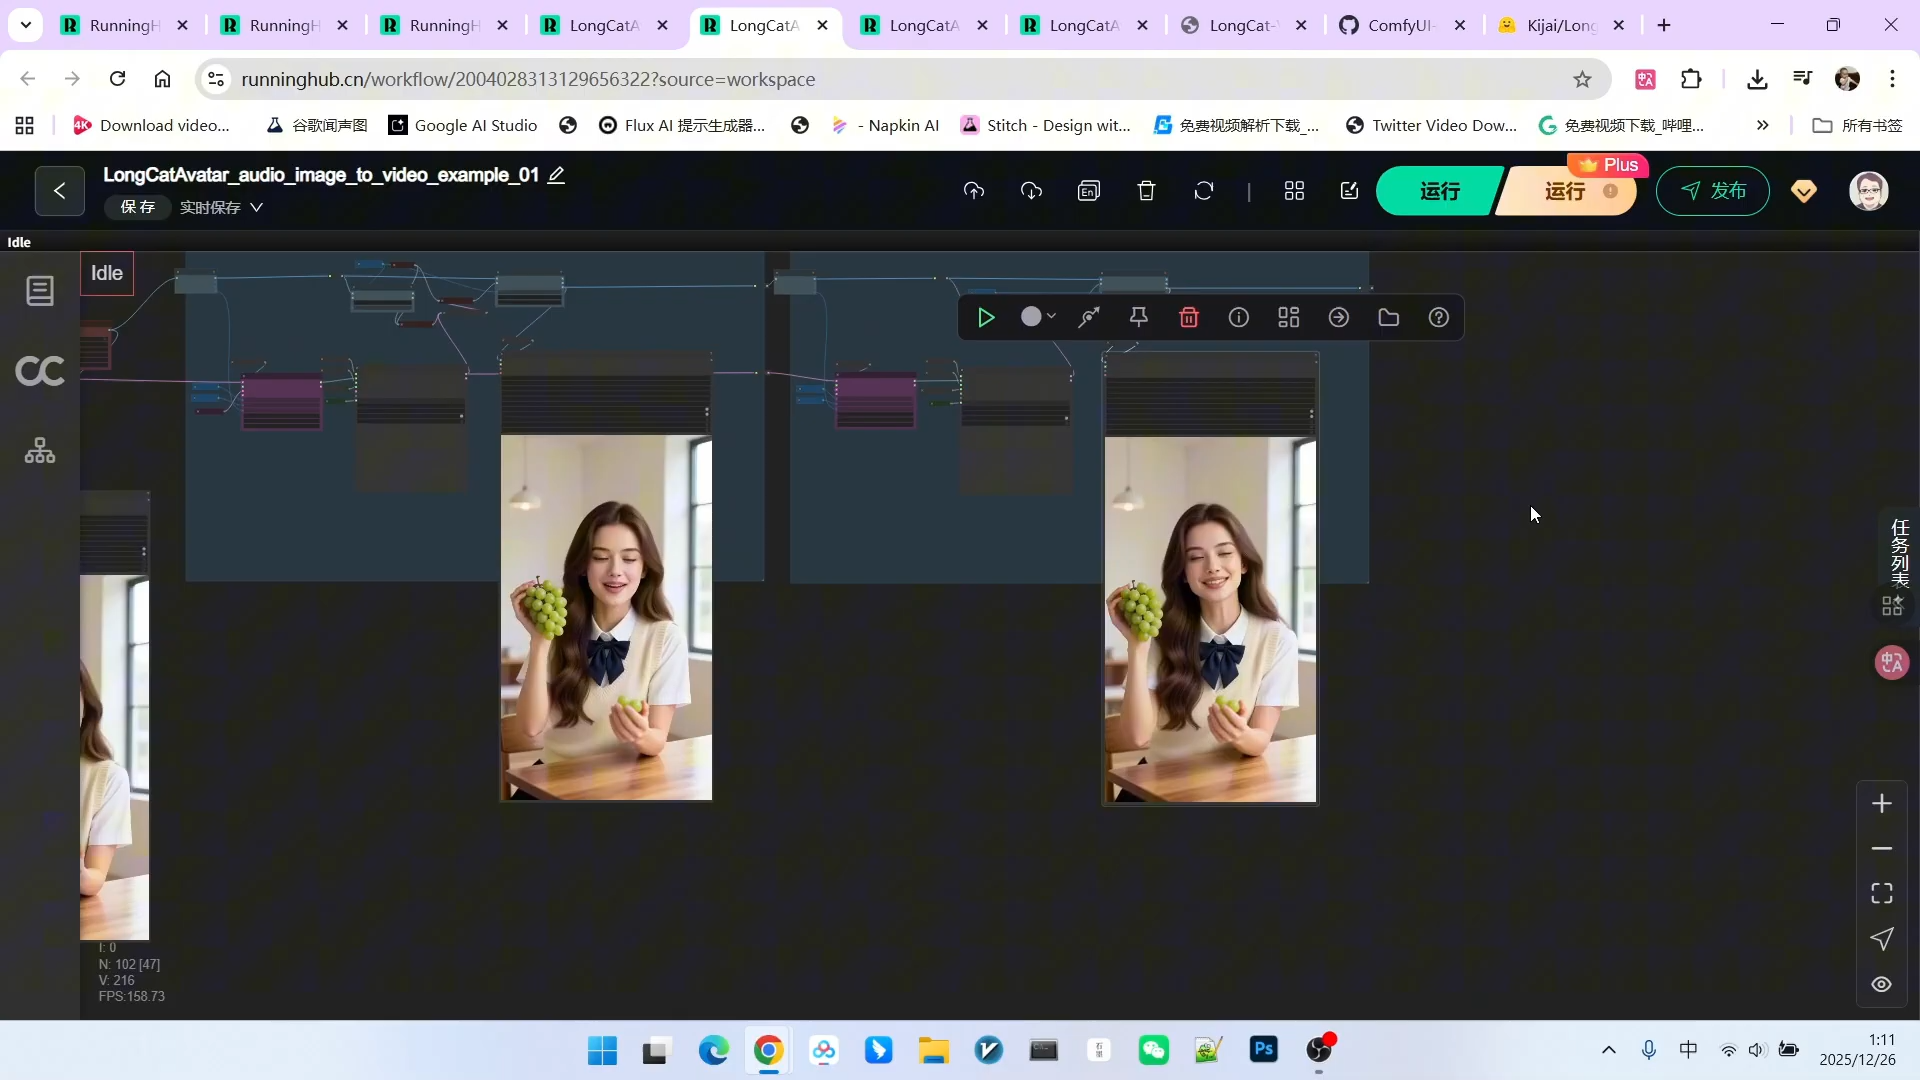 RunningH
RunningH
RunningH
LongCatA
LongCatA
LongCatA
LongCatA
LongCat-
ComfyUI-
Kijai/Long
runninghub.cn/workflow/2004028313129656322?source=workspace
Download video...
谷歌闻声图
Google AI Studio
Flux AI 提示生成器...
- Napkin AI
Stitch - Design wit...
免费视频解析下载_...
Twitter Video Dow...
免费视频下载_哔哩...
所有书签
LongCatAvatar_audio_image_to_video_example_01
保存
实时保存
En
运行
运行
Plus
发布
Idle
Idle
CC
任务列表
I: 0
N: 102 [47]
V: 216
FPS:158.73
Ps
中
1:11
2025/12/26